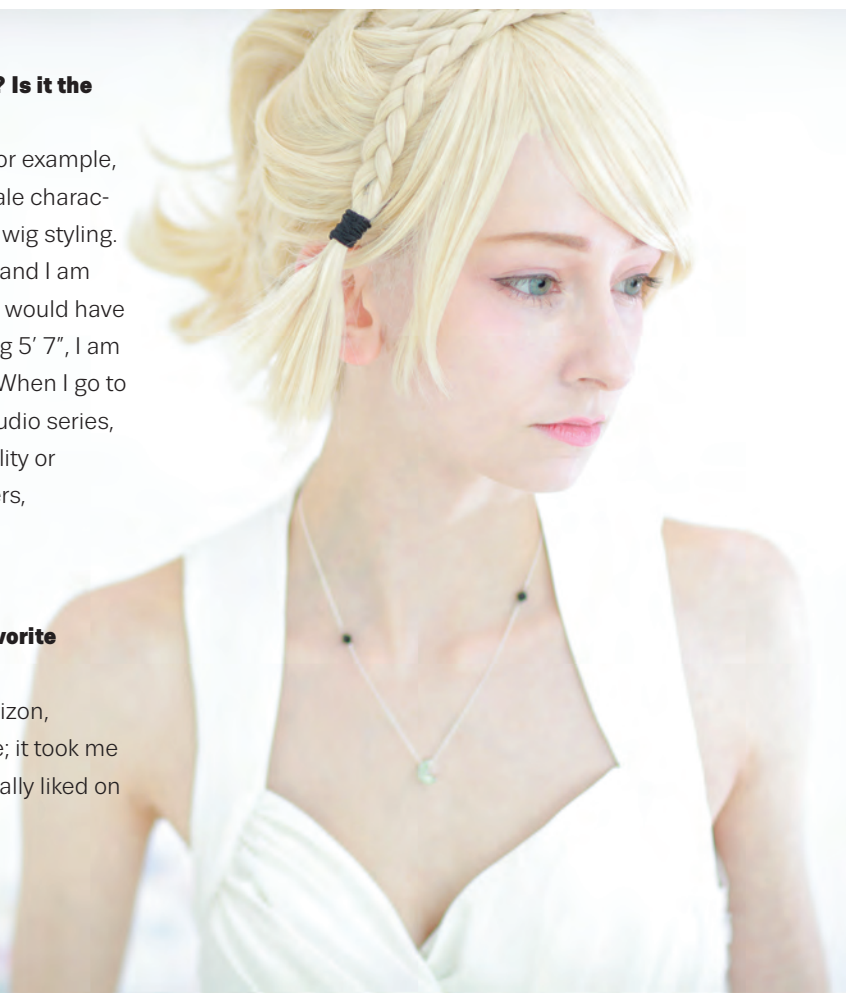 ? Is it the
or example,
ale charac-
wig styling.
and I am
would have
g 5’ 7”, I am
When I go to
udio series,
lity or
rs,
vorite
izon,
e; it took me
ally liked on